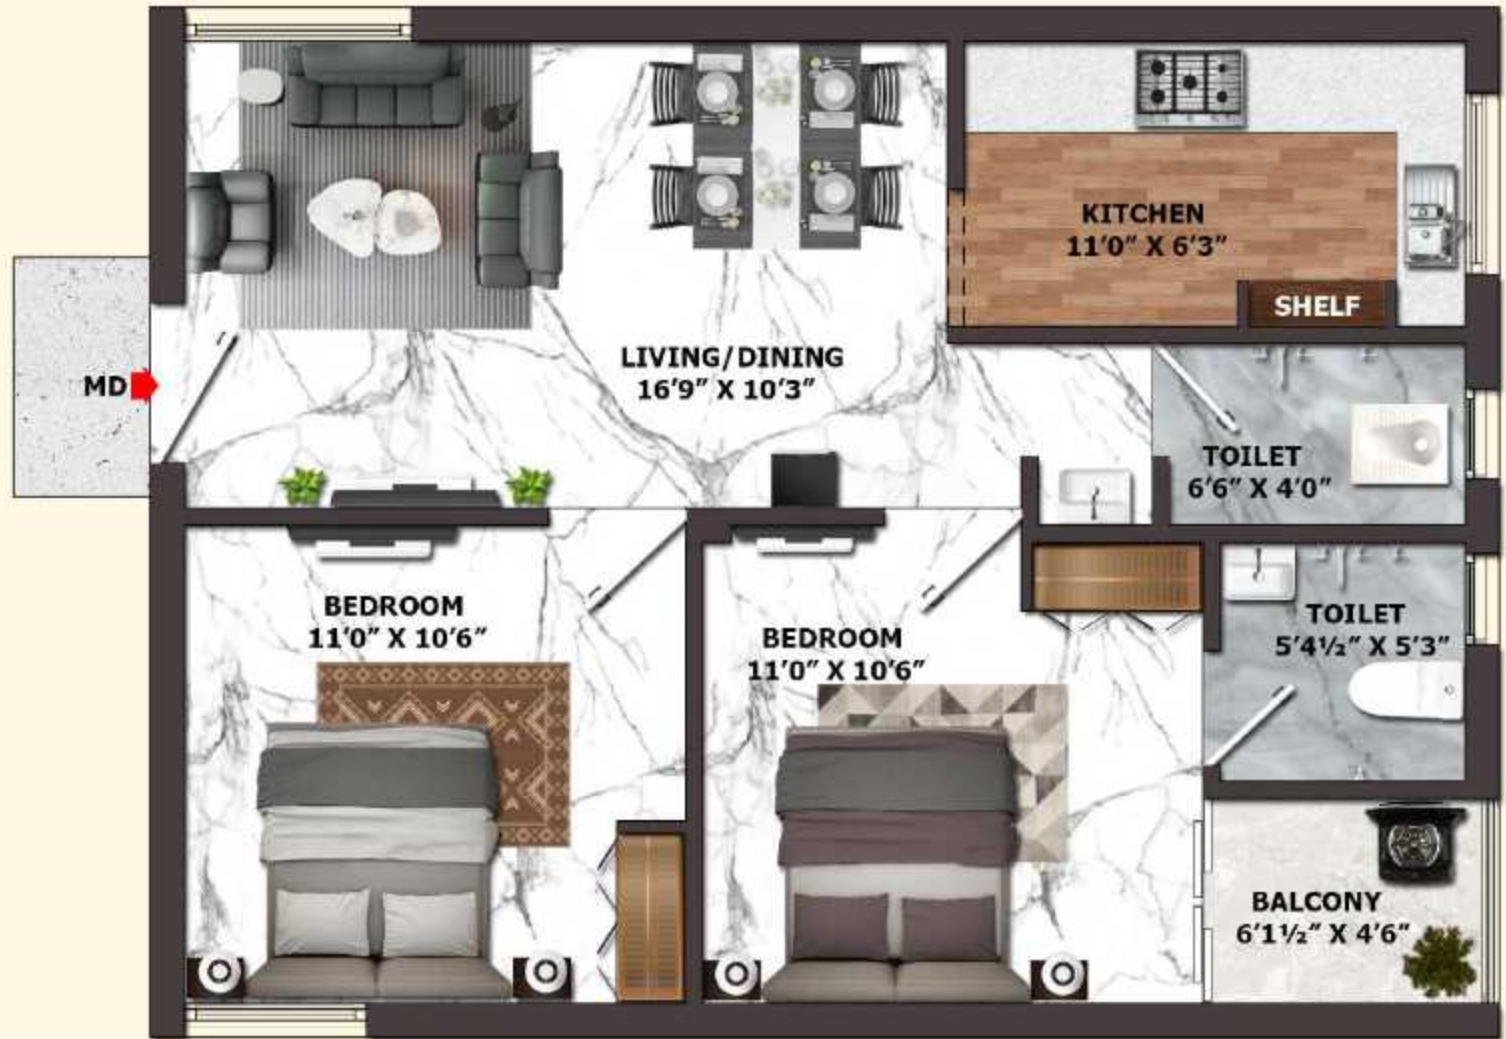 KITCHEN
11'0" X 6'3"
SHELF
LIVING/DINING
16'9" X 10'3"
MD
TOILET
6'6" X 4'0"
BEDROOM
11'0" X 10'6"
BEDROOM
11'0" X 10'6"
TOILET
5'4½" X 5'3"
BALCONY
6'1½" X 4'6"